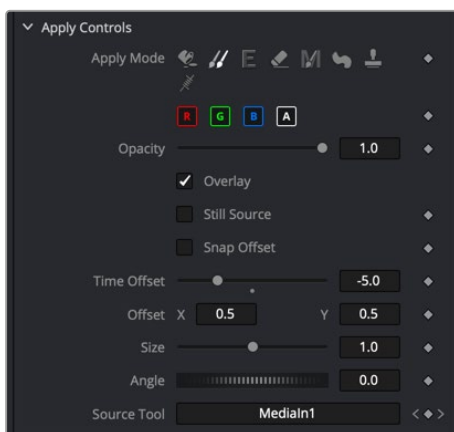 Apply Controls
Apply Mode
R G B A
Opacity 1.0
Overlay
Still Source
Snap Offset
Time Offset -5.0
Offset X 0.5 Y 0.5
Size 1.0
Angle 0.0
Source Tool MediaIn1